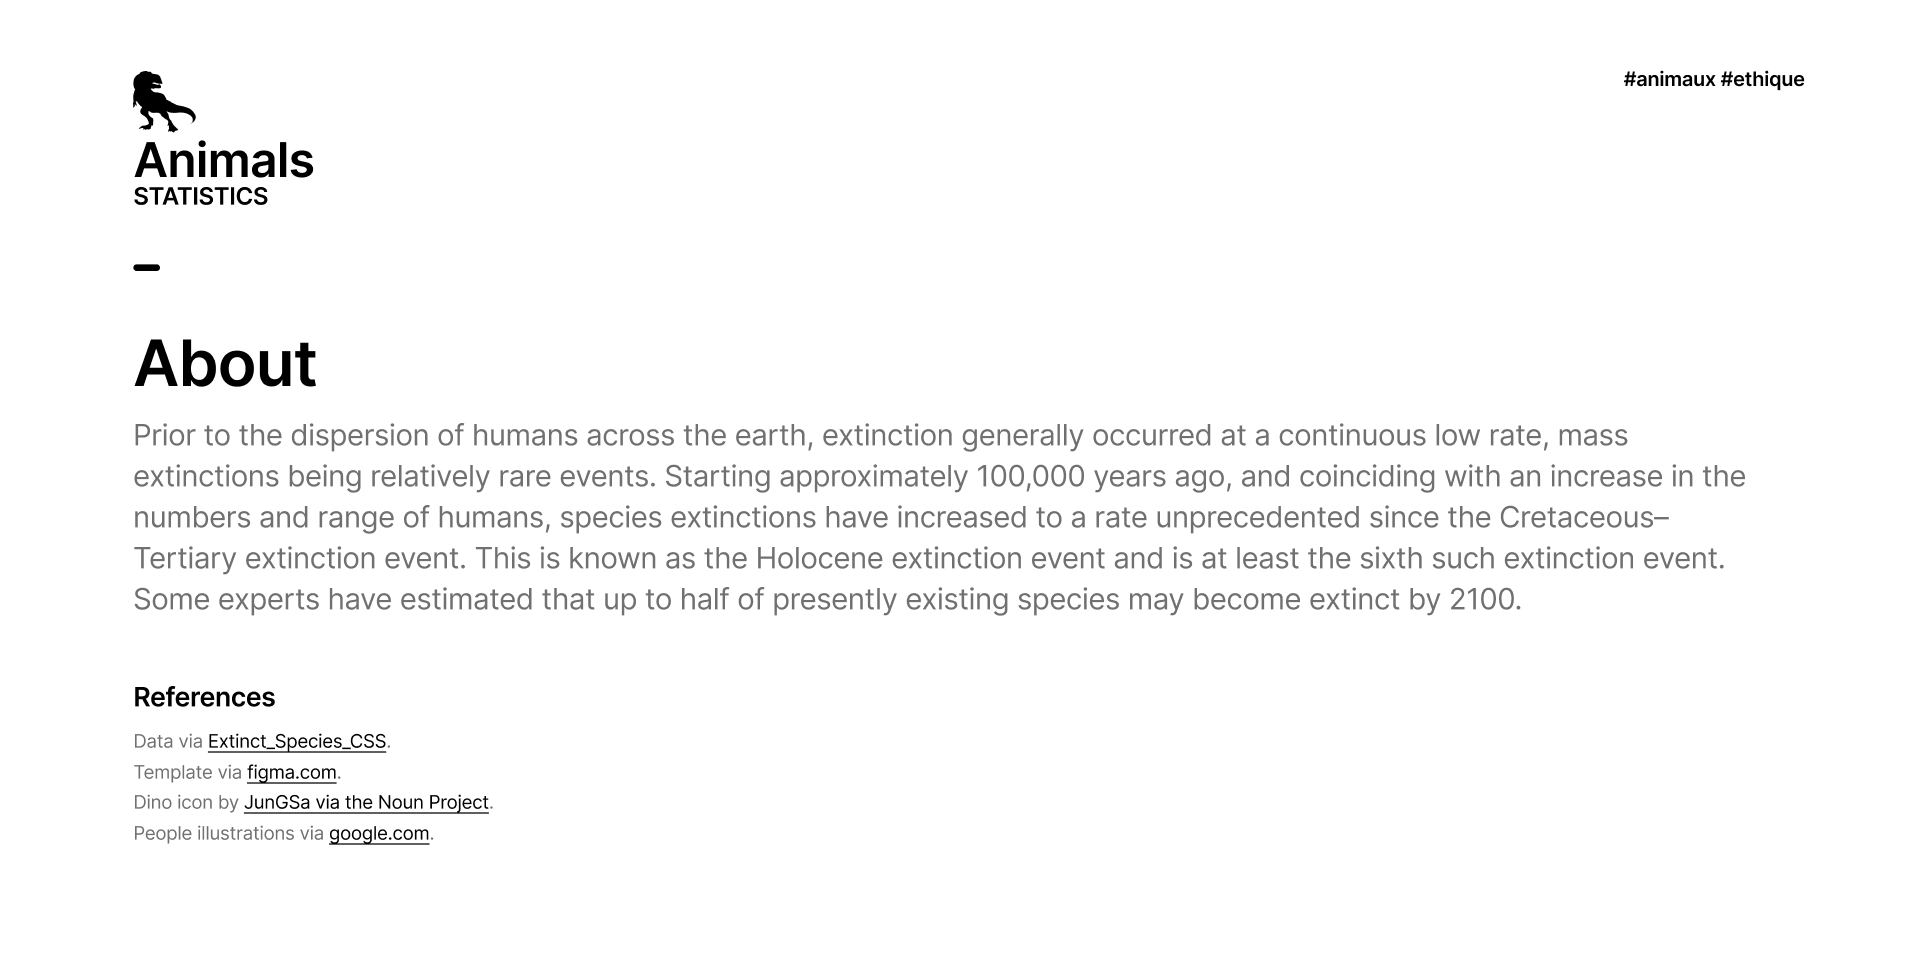 #animaux #ethique
Animals
STATISTICS
About
Prior to the dispersion of humans across the earth, extinction generally occurred at a continuous low rate, mass
extinctions being relatively rare events. Starting approximately 100,000 years ago, and coinciding with an increase in the
numbers and range of humans, species extinctions have increased to a rate unprecedented since the Cretaceous–
Tertiary extinction event. This is known as the Holocene extinction event and is at least the sixth such extinction event.
Some experts have estimated that up to half of presently existing species may become extinct by 2100.
References
Data via Extinct_Species_CSS.
Template via figma.com.
Dino icon by JunGSa via the Noun Project.
People illustrations via google.com.